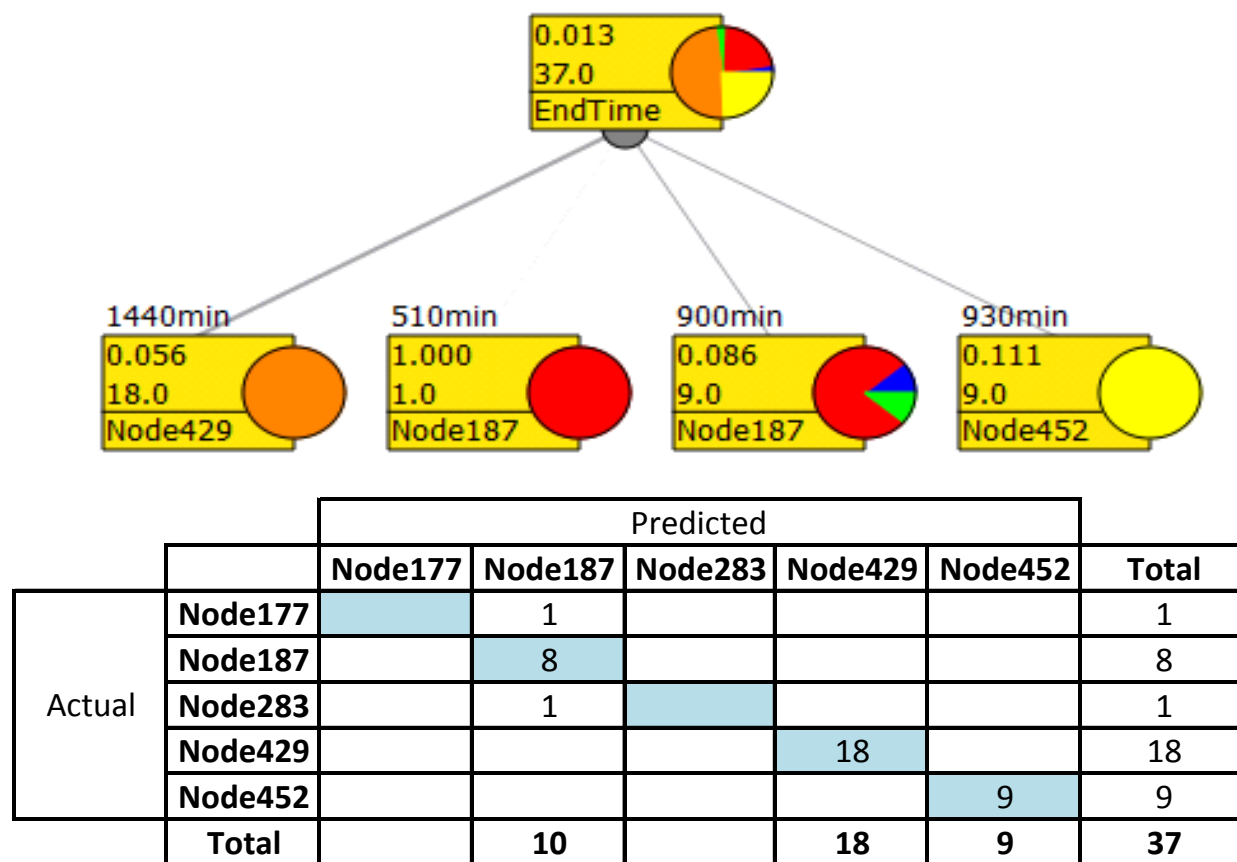 0.013
37.0
EndTime
1440min 510min 900min 930min
0.056 1.000 0.086 0.111
18.0 1.0 9.0 9.0
Node429 Node187 Node187 Node452
Predicted
Node177 Node187 Node283 Node429 Node452 Total
Node177 1 1
Node187 8 8
Actual Node283 1 1
Node429 18 18
Node452 9 9
Total 10 18 9 37